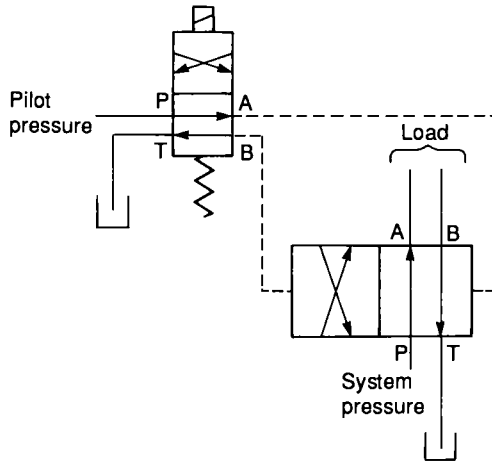 Pilot
pressure
P A
T B
Load
A B
P T
System
pressure